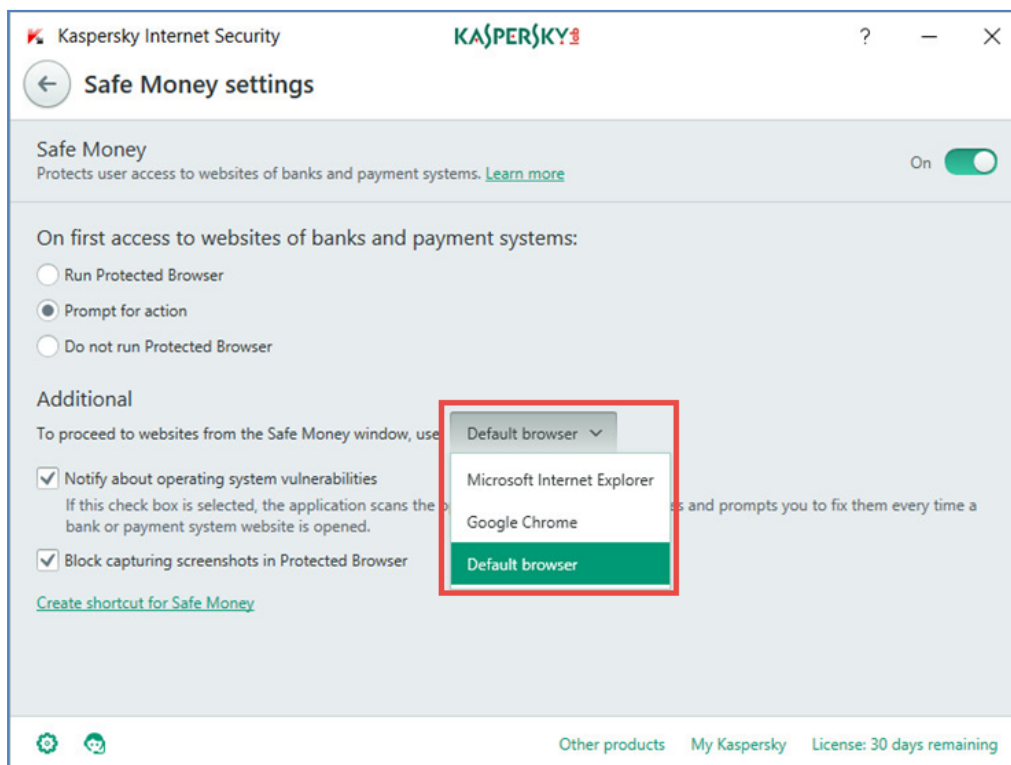 Kaspersky Internet Security
KASPERSKY lab
?
Safe Money settings
Safe Money
Protects user access to websites of banks and payment systems. Learn more
On
On first access to websites of banks and payment systems:
Run Protected Browser
Prompt for action
Do not run Protected Browser
Additional
To proceed to websites from the Safe Money window, use Default browser
Microsoft Internet Explorer
Google Chrome
Default browser
Notify about operating system vulnerabilities
If this check box is selected, the application scans the s and prompts you to fix them every time a
bank or payment system website is opened.
Block capturing screenshots in Protected Browser
Create shortcut for Safe Money
Other products My Kaspersky License: 30 days remaining